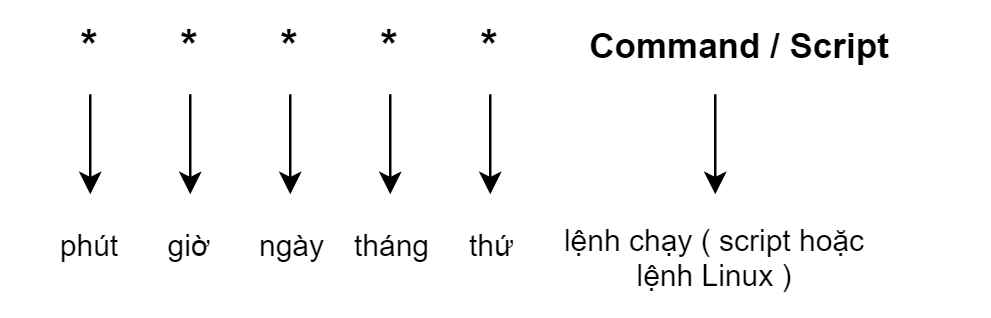 * * * * * Command / Script
phút giờ ngày tháng thứ lệnh chạy ( script hoặc
lệnh Linux )